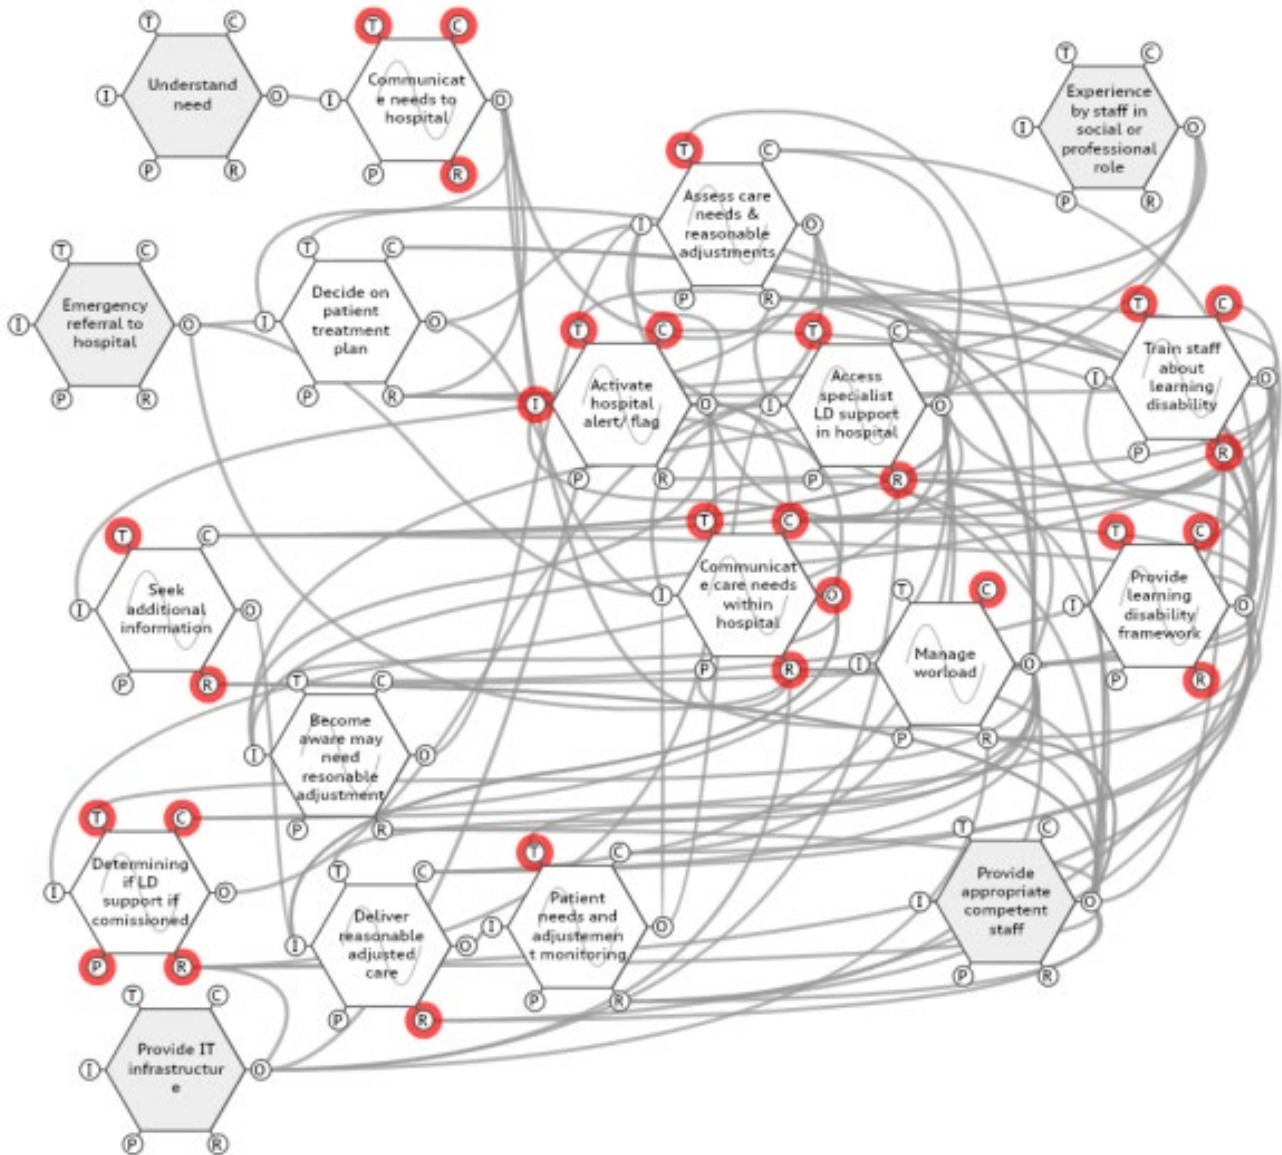 T C
Understand
need
I O
P R
T C
Communicat
e needs to
hospital
I O
P R
T C
Experience
by staff in
social or
professional
role
I O
P R
T C
Assess care
needs &
reasonable
adjustments
I O
P R
T C
Emergency
referral to
hospital
I O
P R
T C
Decide on
patient
treatment
plan
I O
P R
T C
Activate
hospital
alert/ flag
I O
P R
T C
Access
specialist
LD support
in hospital
I O
P R
T C
Train staff
about
learning
disability
I O
P R
T C
Seek
additional
information
I O
P R
T C
Communicat
e care needs
within
hospital
I O
P R
T C
Manage
worload
I O
P R
T C
Provide
learning
disability
framework
I O
P R
T C
Become
aware may
need
resonable
adjustment
I O
P R
T C
Determining
if LD
support if
comissioned
I O
P R
T C
Deliver
reasonable
adjusted
care
I O
P R
T C
Patient
needs and
adjustemen
t monitoring
I O
P R
T C
Provide
appropriate
competent
staff
I O
P R
T C
Provide IT
infrastructur
e
I O
P R